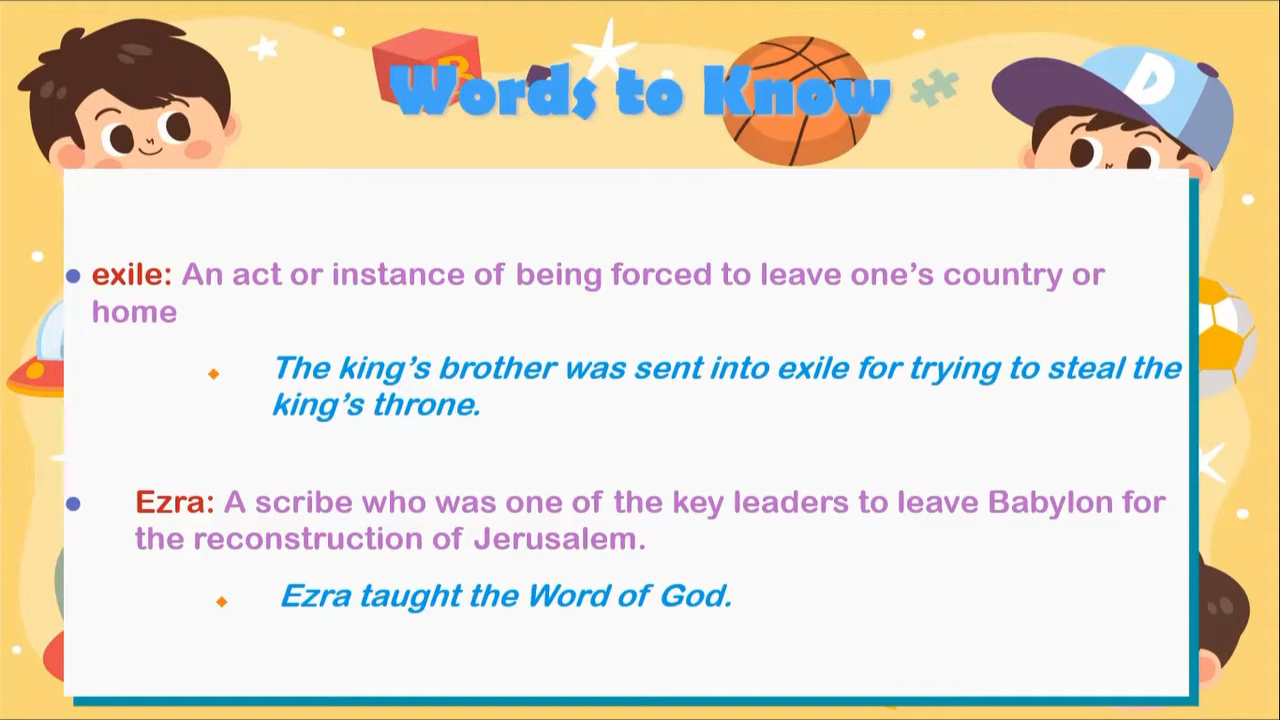 Words to Know
B
D
exile: An act or instance of being forced to leave one’s country or
home
The king’s brother was sent into exile for trying to steal the
king’s throne.
Ezra: A scribe who was one of the key leaders to leave Babylon for
the reconstruction of Jerusalem.
Ezra taught the Word of God.